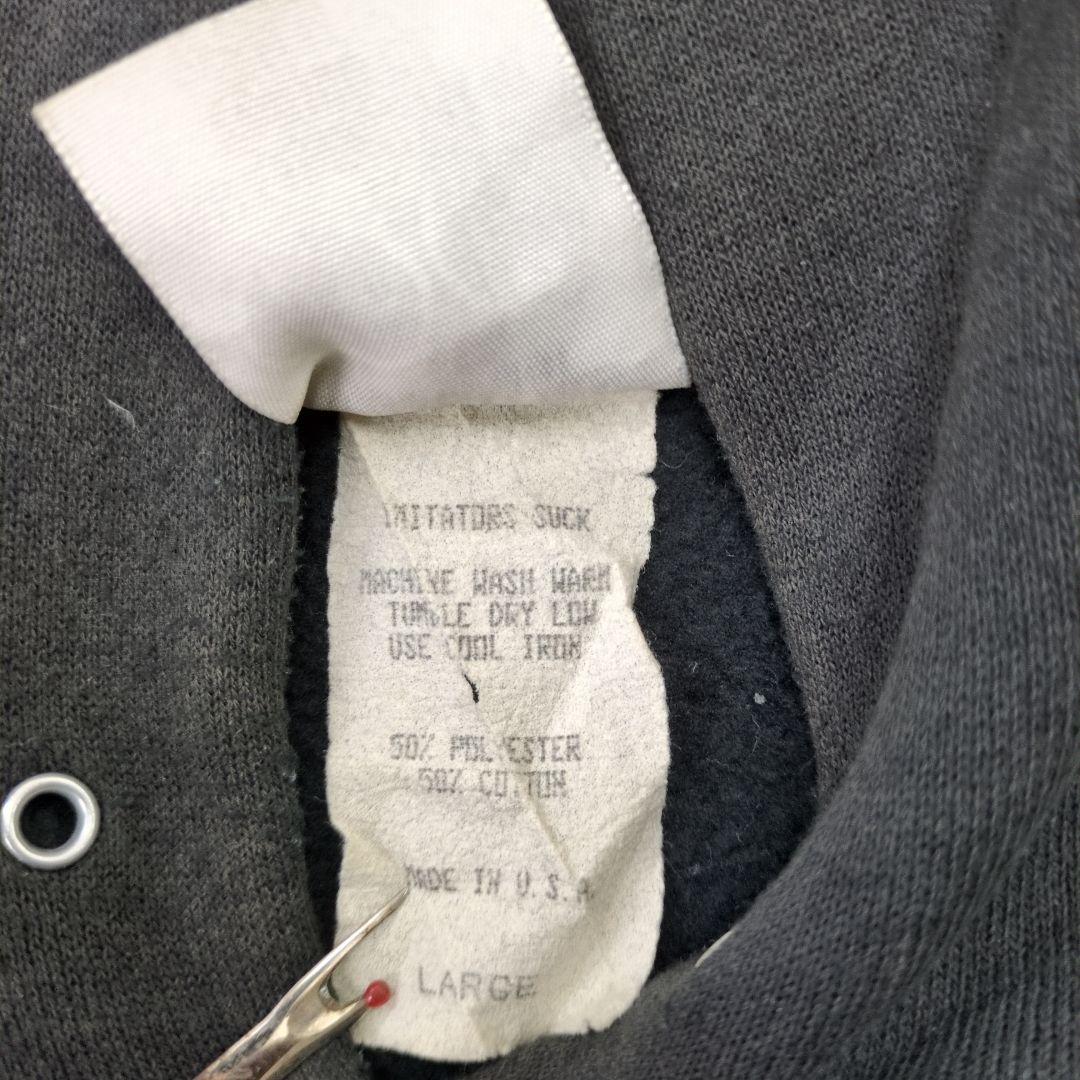 IMITATORS SUCK
MACHINE WASH WARM
TUMBLE DRY LOW
USE COOL IRON
50% POLYESTER
50% COTTON
MADE IN U.S.A
LARGE